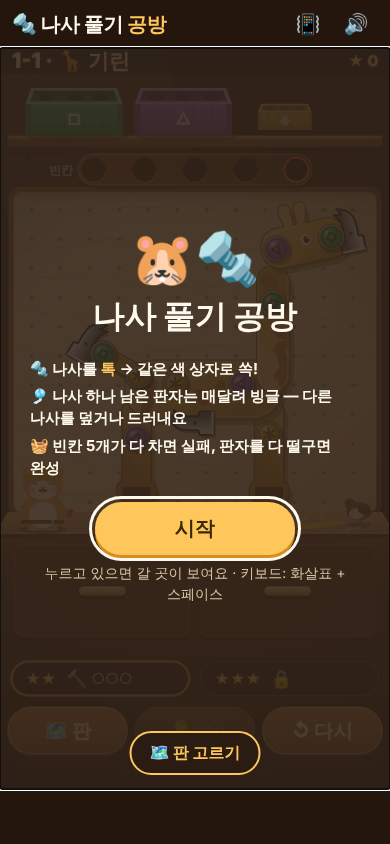 나사 풀기 공방
1-1 · 기린
★ 0
빈칸
나사 풀기 공방
나사를 톡 → 같은 색 상자로 쏙!
나사 하나 남은 판자는 매달려 빙글 — 다른
나사를 덮거나 드러내요
빈칸 5개가 다 차면 실패, 판자를 다 떨구면
완성
시작
누르고 있으면 갈 곳이 보여요 · 키보드: 화살표 +
스페이스
★★ ○○○
★★★
판
다시
판 고르기